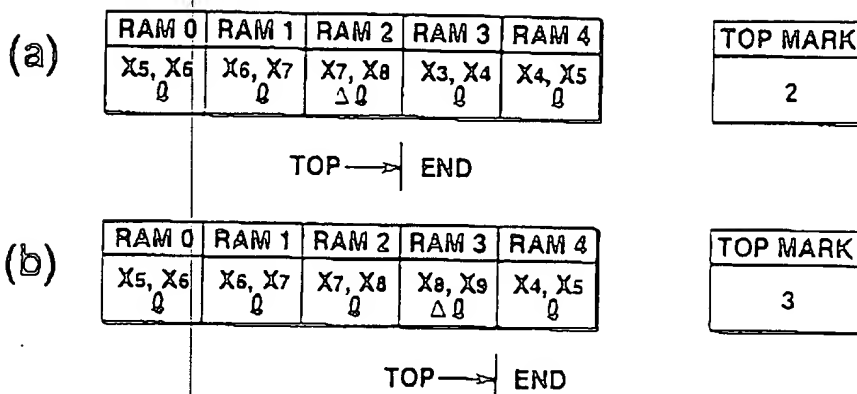 (a)
RAM 0 RAM 1 RAM 2 RAM 3 RAM 4 TOP MARK
X5, X6 X6, X7 X7, X8 X3, X4 X4, X5 2
Q Q Δ Q Q Q
TOP → END
(b)
RAM 0 RAM 1 RAM 2 RAM 3 RAM 4 TOP MARK
X5, X6 X6, X7 X7, X8 X8, X9 X4, X5 3
Q Q Q Δ Q Q
TOP → END